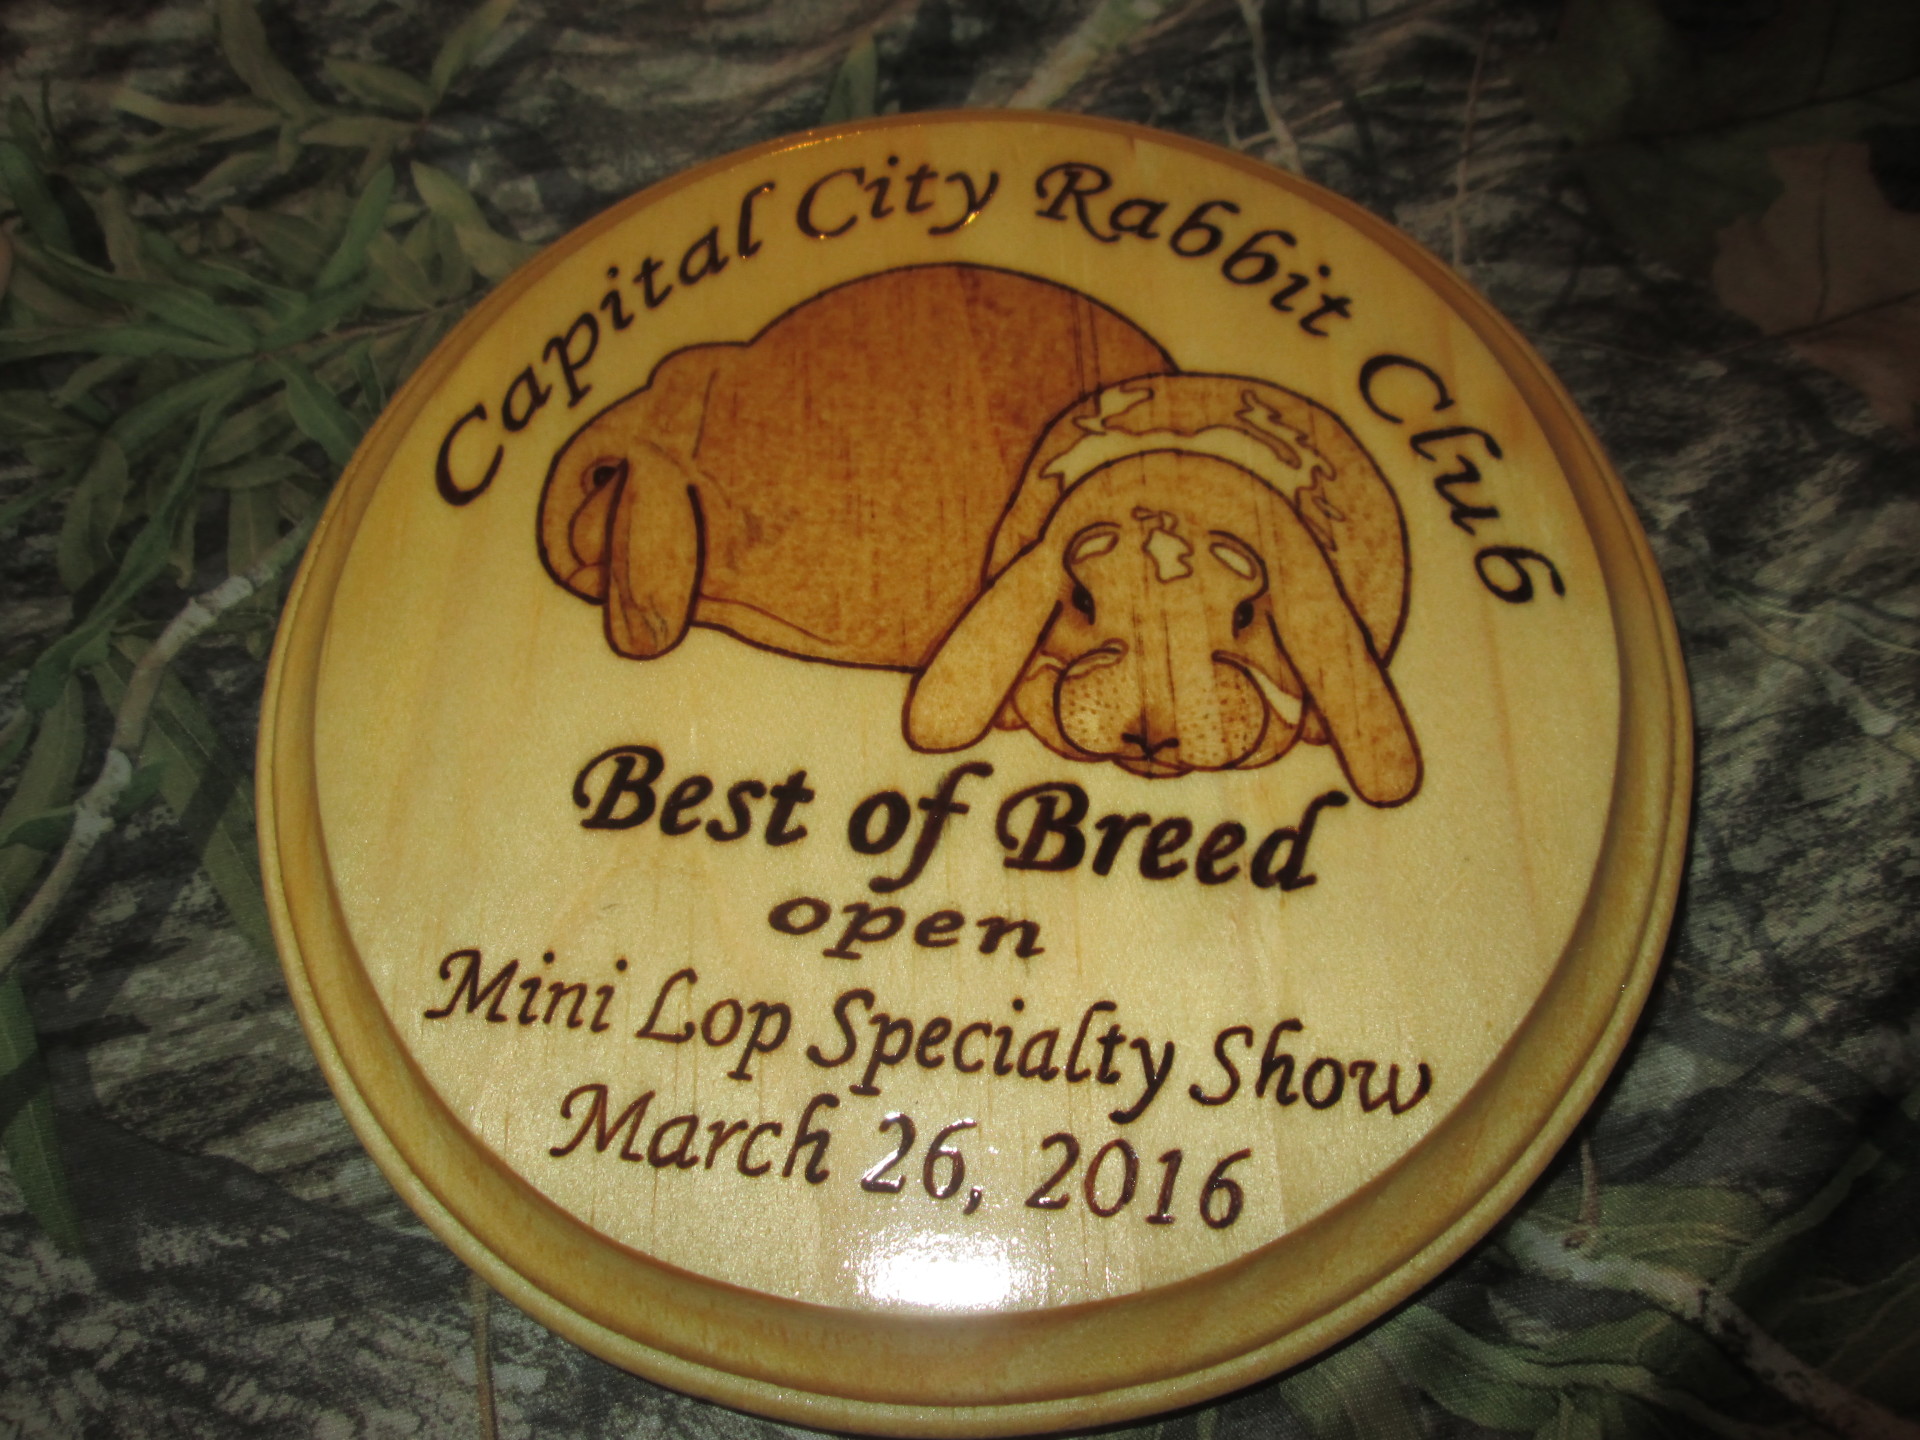 Capital City Rabbit Club
Best of Breed
open
Mini Lop Specialty Show
March 26, 2016